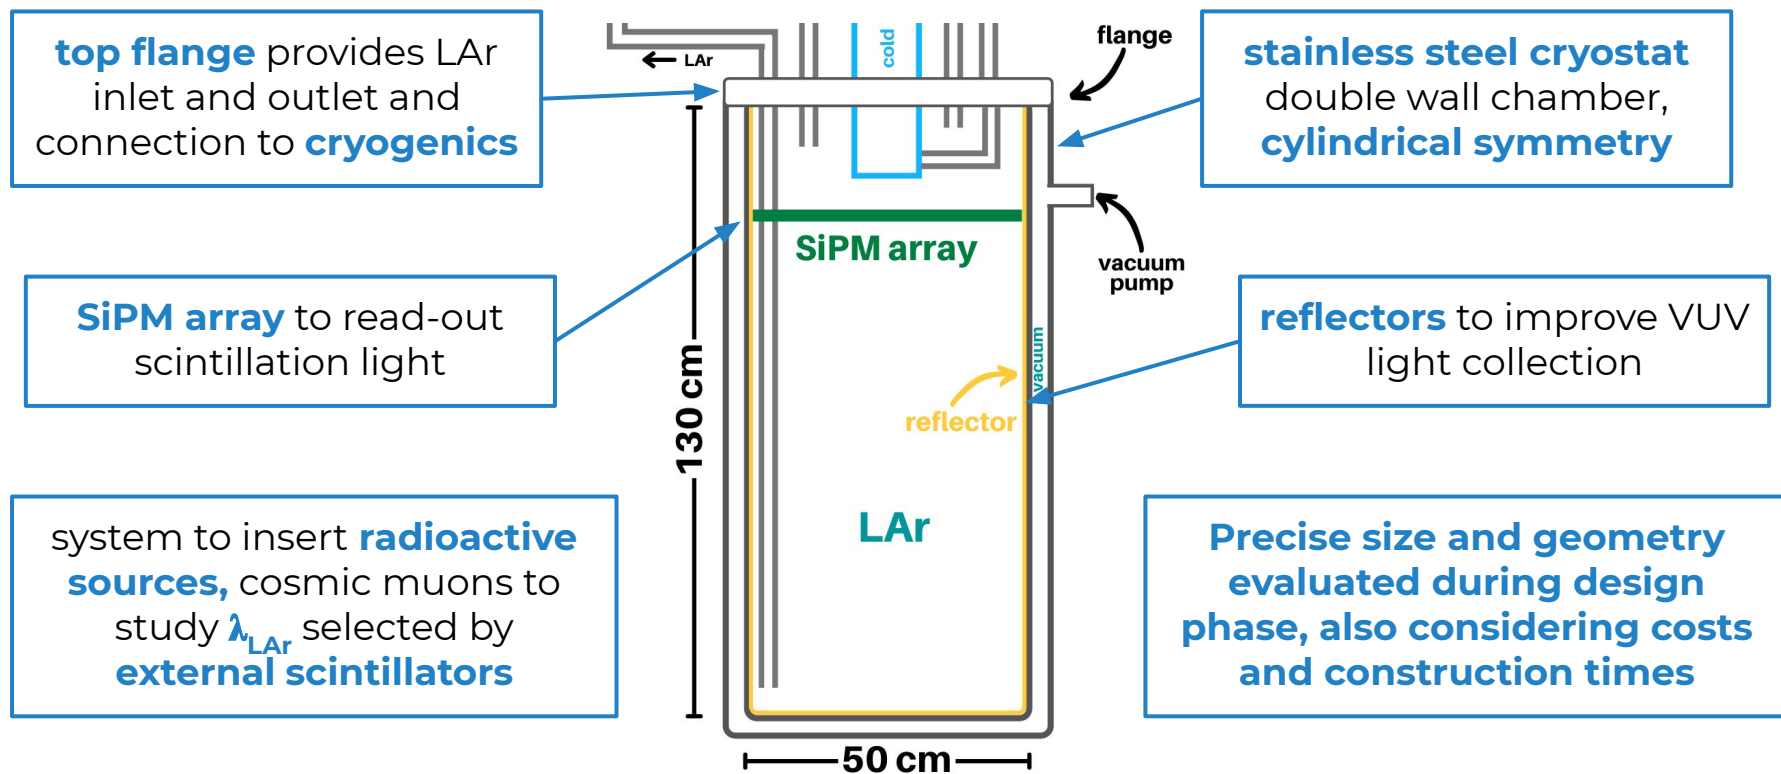 top flange provides LAr
inlet and outlet and
connection to cryogenics
LAr
cold
flange
stainless steel cryostat
double wall chamber,
cylindrical symmetry
SiPM array
vacuum
pump
SiPM array to read-out
scintillation light
130 cm
vacuum
reflector
reflectors to improve VUV
light collection
LAr
system to insert radioactive
sources, cosmic muons to
study λLAr selected by
external scintillators
Precise size and geometry
evaluated during design
phase, also considering costs
and construction times
50 cm